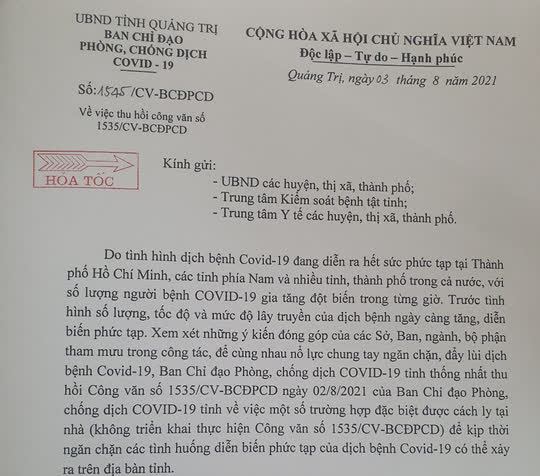 UBND TỈNH QUẢNG TRỊ
BAN CHỈ ĐẠO
PHÒNG, CHỐNG DỊCH
COVID - 19
CỘNG HÒA XÃ HỘI CHỦ NGHĨA VIỆT NAM
Độc lập – Tự do – Hạnh phúc
Quảng Trị, ngày 03 tháng 8 năm 2021
Số: 1545/CV-BCĐPCD
Về việc thu hồi công văn số
1535/CV-BCĐPCD
HỎA TỐC
Kính gửi:
- UBND các huyện, thị xã, thành phố;
- Trung tâm Kiểm soát bệnh tật tỉnh;
- Trung tâm Y tế các huyện, thị xã, thành phố.
Do tình hình dịch bệnh Covid-19 đang diễn ra hết sức phức tạp tại Thành
phố Hồ Chí Minh, các tỉnh phía Nam và nhiều tỉnh, thành phố trong cả nước, với
số lượng người bệnh COVID-19 gia tăng đột biến trong từng giờ. Trước tình
hình số lượng, tốc độ và mức độ lây truyền của dịch bệnh ngày càng tăng, diễn
biến phức tạp. Xem xét những ý kiến đóng góp của các Sở, Ban, ngành, bộ phận
tham mưu trong công tác, để cùng nhau nổ lực chung tay ngăn chặn, đẩy lùi dịch
bệnh Covid-19, Ban Chỉ đạo Phòng, chống dịch COVID-19 tỉnh thống nhất thu
hồi Công văn số 1535/CV-BCĐPCD ngày 02/8/2021 của Ban Chỉ đạo Phòng,
chống dịch COVID-19 tỉnh về việc một số trường hợp đặc biệt được cách ly tại
nhà (không triển khai thực hiện Công văn số 1535/CV-BCĐPCD) để kịp thời
ngăn chặn các tình huống diễn biến phức tạp của dịch bệnh Covid-19 có thể xảy
ra trên địa bàn tỉnh.